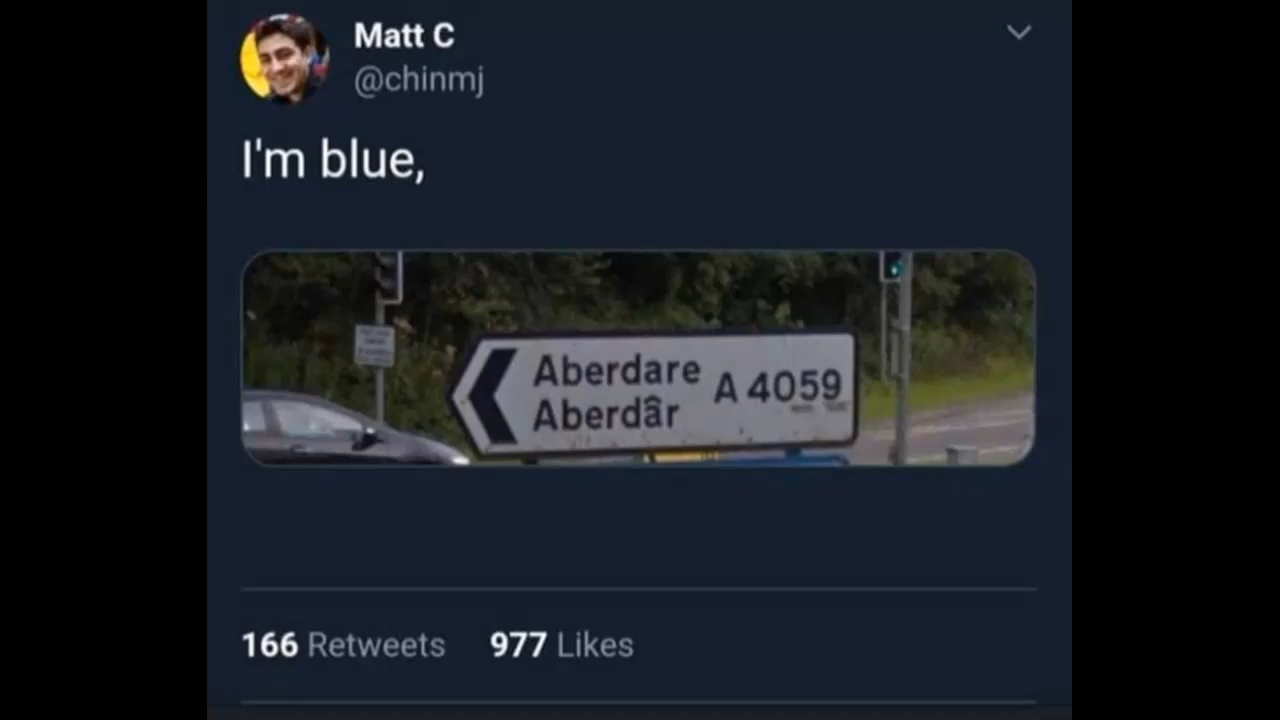 Matt C
@chinmj
I'm blue,
Aberdare
Aberdâr
A 4059
166 Retweets 977 Likes